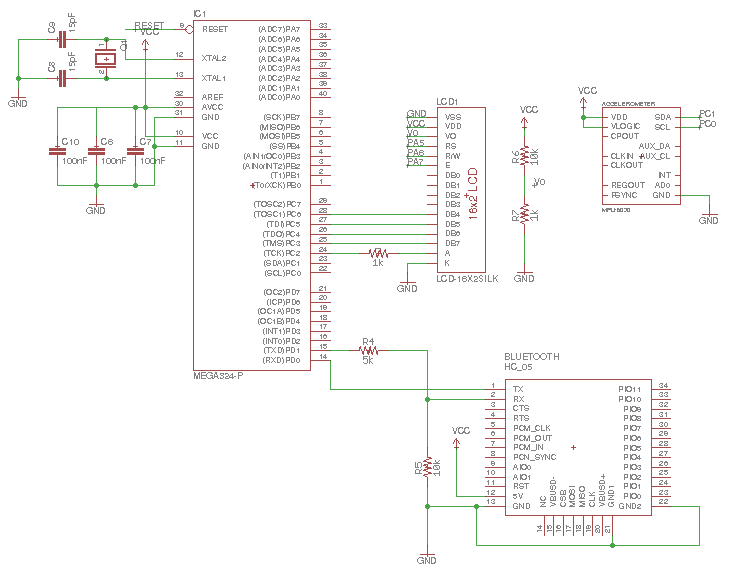 IC1
RESET
VCC
C9
15pF
C8
15pF
Q1
1
2
GND
C10
100nF
C6
100nF
C7
100nF
GND
9 RESET
12 XTAL2
13 XTAL1
32 AREF
30 AVCC
31 GND
10 VCC
11 GND
(ADC7)PA7 33
(ADC6)PA6 34
(ADC5)PA5 35
(ADC4)PA4 36
(ADC3)PA3 37
(ADC2)PA2 38
(ADC1)PA1 39
(ADC0)PA0 40
(SCK)PB7 8
(MISO)PB6 7
(MOSI)PB5 6
(SS)PB4 5
(AIN1/OC0)PB3 4
(AIN0/INT2)PB2 3
(T1)PB1 2
(T0/XCK)PB0 1
(TOSC2)PC7 29
(TOSC1)PC6 28
(TDI)PC5 27
(TDO)PC4 26
(TMS)PC3 25
(TCK)PC2 24
(SDA)PC1 23
(SCL)PC0 22
(OC2)PD7 21
(ICP)PD6 20
(OC1A)PD5 19
(OC1B)PD4 18
(INT1)PD3 17
(INT0)PD2 16
(TXD)PD1 15
(RXD)PD0 14
MEGA324-P
1k
R4
5k
R5
10k
GND
LCD1
GND VSS
VCC VDD
Vo VO
PA5 RS
PA6 R/W
PA7 E
DB0
DB1
DB2
DB3
DB4
DB5
DB6
DB7
A
K
16x2 LCD
LCD-16X2SILK
GND
VCC
R6
10k
Vo
R7
1k
GND
VCC
ACCELEROMETER
VDD
VLOGIC
CPOUT
CLKIN
CLKOUT
REGOUT
FSYNC
SDA PC1
SCL PC0
AUX_DA
AUX_CL
INT
AD0
GND
GND
BLUETOOTH
HC_05
VCC
1 TX
2 RX
3 CTS
4 RTS
5 PCM_CLK
6 PCM_OUT
7 PCM_IN
8 PCN_SYNC
9 AIO0
10 AIO1
11 RST
12 5V
13 GND
PIO11 34
PIO10 33
PIO9 32
PIO8 31
PIO7 30
PIO6 29
PIO5 28
PIO4 27
PIO3 26
PIO2 25
PIO1 24
PIO0 23
GND2 22
NC 14
VBUSD- 15
CSB 16
MOSI 17
MISO 18
CLK 19
VBUSD+ 20
GND1 21